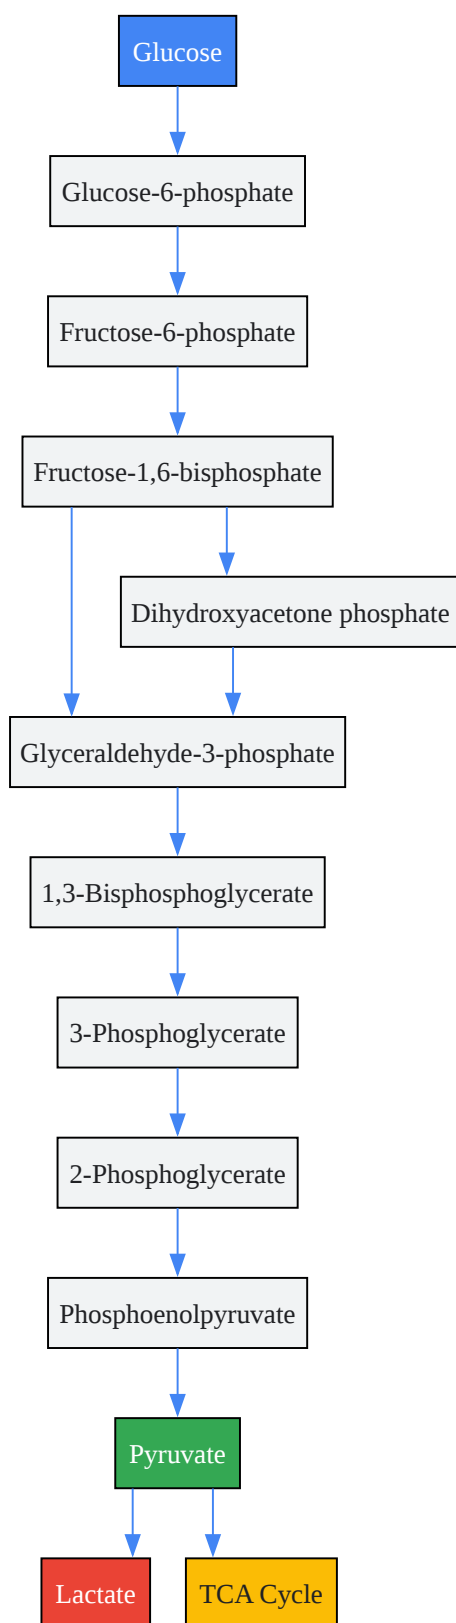 Glucose
Glucose-6-phosphate
Fructose-6-phosphate
Fructose-1,6-bisphosphate
Dihydroxyacetone phosphate
Glyceraldehyde-3-phosphate
1,3-Bisphosphoglycerate
3-Phosphoglycerate
2-Phosphoglycerate
Phosphoenolpyruvate
Pyruvate
Lactate
TCA Cycle